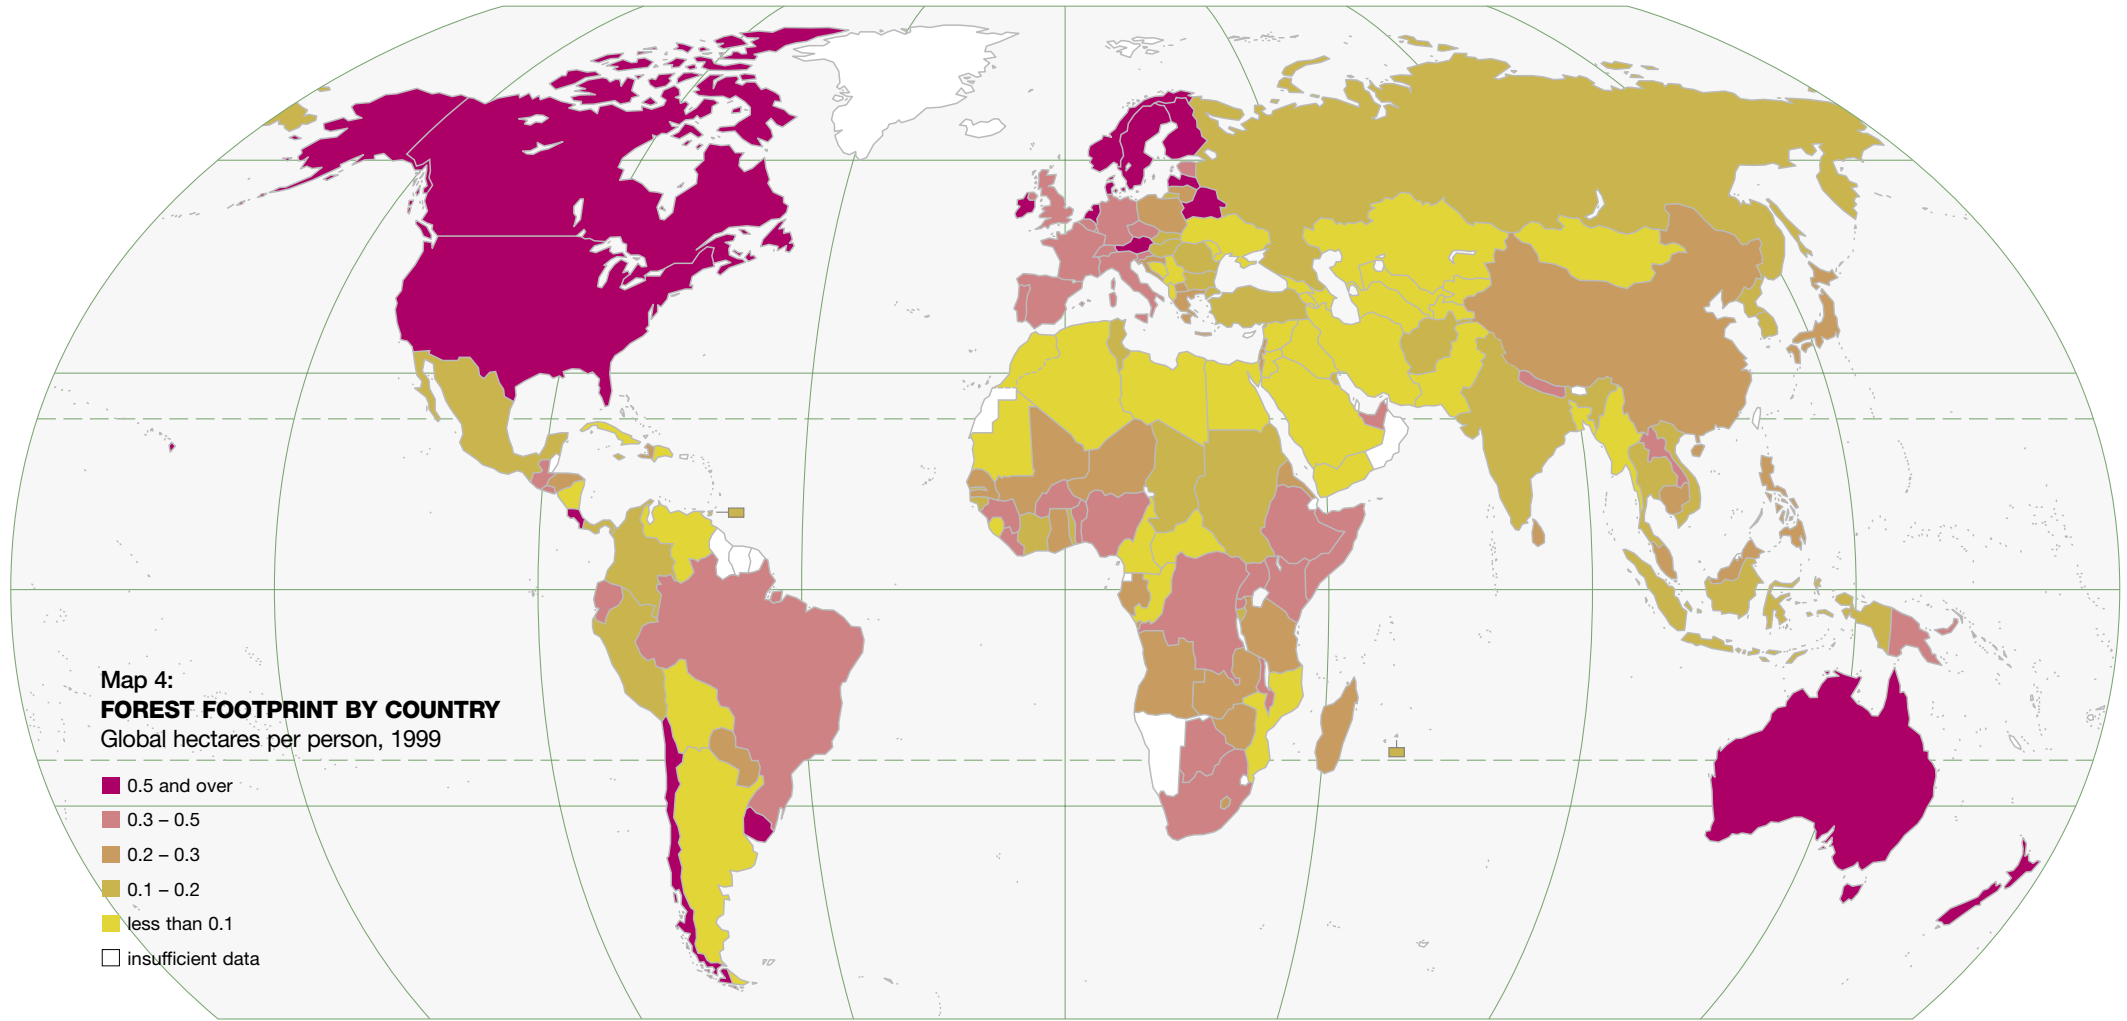 Map 4:
FOREST FOOTPRINT BY COUNTRY
Global hectares per person, 1999
0.5 and over
0.3 – 0.5
0.2 – 0.3
0.1 – 0.2
less than 0.1
insufficient data